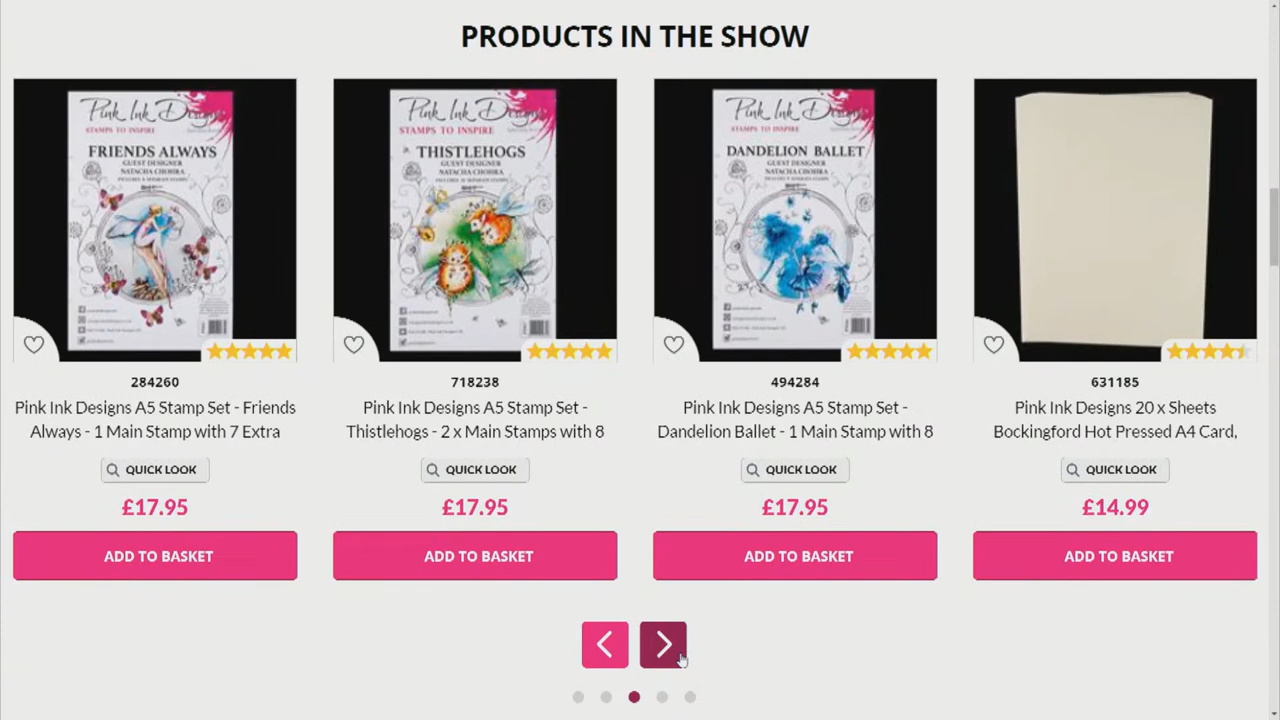 PRODUCTS IN THE SHOW
Pink Ink Designs
STAMPS TO INSPIRE
FRIENDS ALWAYS
GUEST DESIGNER
NATACHA CHOHRA
Pink Ink Designs
STAMPS TO INSPIRE
THISTLEHOGS
GUEST DESIGNER
NATACHA CHOHRA
Pink Ink Designs
STAMPS TO INSPIRE
DANDELION BALLET
GUEST DESIGNER
NATACHA CHOHRA
284260
Pink Ink Designs A5 Stamp Set - Friends
Always - 1 Main Stamp with 7 Extra
QUICK LOOK
£17.95
ADD TO BASKET
718238
Pink Ink Designs A5 Stamp Set -
Thistlehogs - 2 x Main Stamps with 8
QUICK LOOK
£17.95
ADD TO BASKET
494284
Pink Ink Designs A5 Stamp Set -
Dandelion Ballet - 1 Main Stamp with 8
QUICK LOOK
£17.95
ADD TO BASKET
631185
Pink Ink Designs 20 x Sheets
Bockingford Hot Pressed A4 Card,
QUICK LOOK
£14.99
ADD TO BASKET